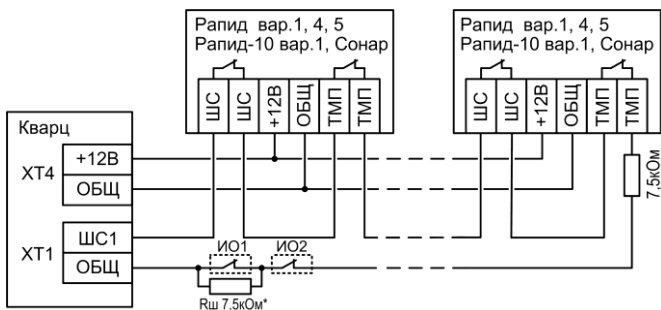 Рапид вар.1, 4, 5
Рапид-10 вар.1, Сонар
ШС
ШС
+12В
ОБЩ
ТМП
ТМП
Рапид вар.1, 4, 5
Рапид-10 вар.1, Сонар
ШС
ШС
+12В
ОБЩ
ТМП
ТМП
Кварц
ХТ4
+12В
ОБЩ
ХТ1
ШС1
ОБЩ
ИО1
ИО2
Rш 7,5кОм*
7,5кОм